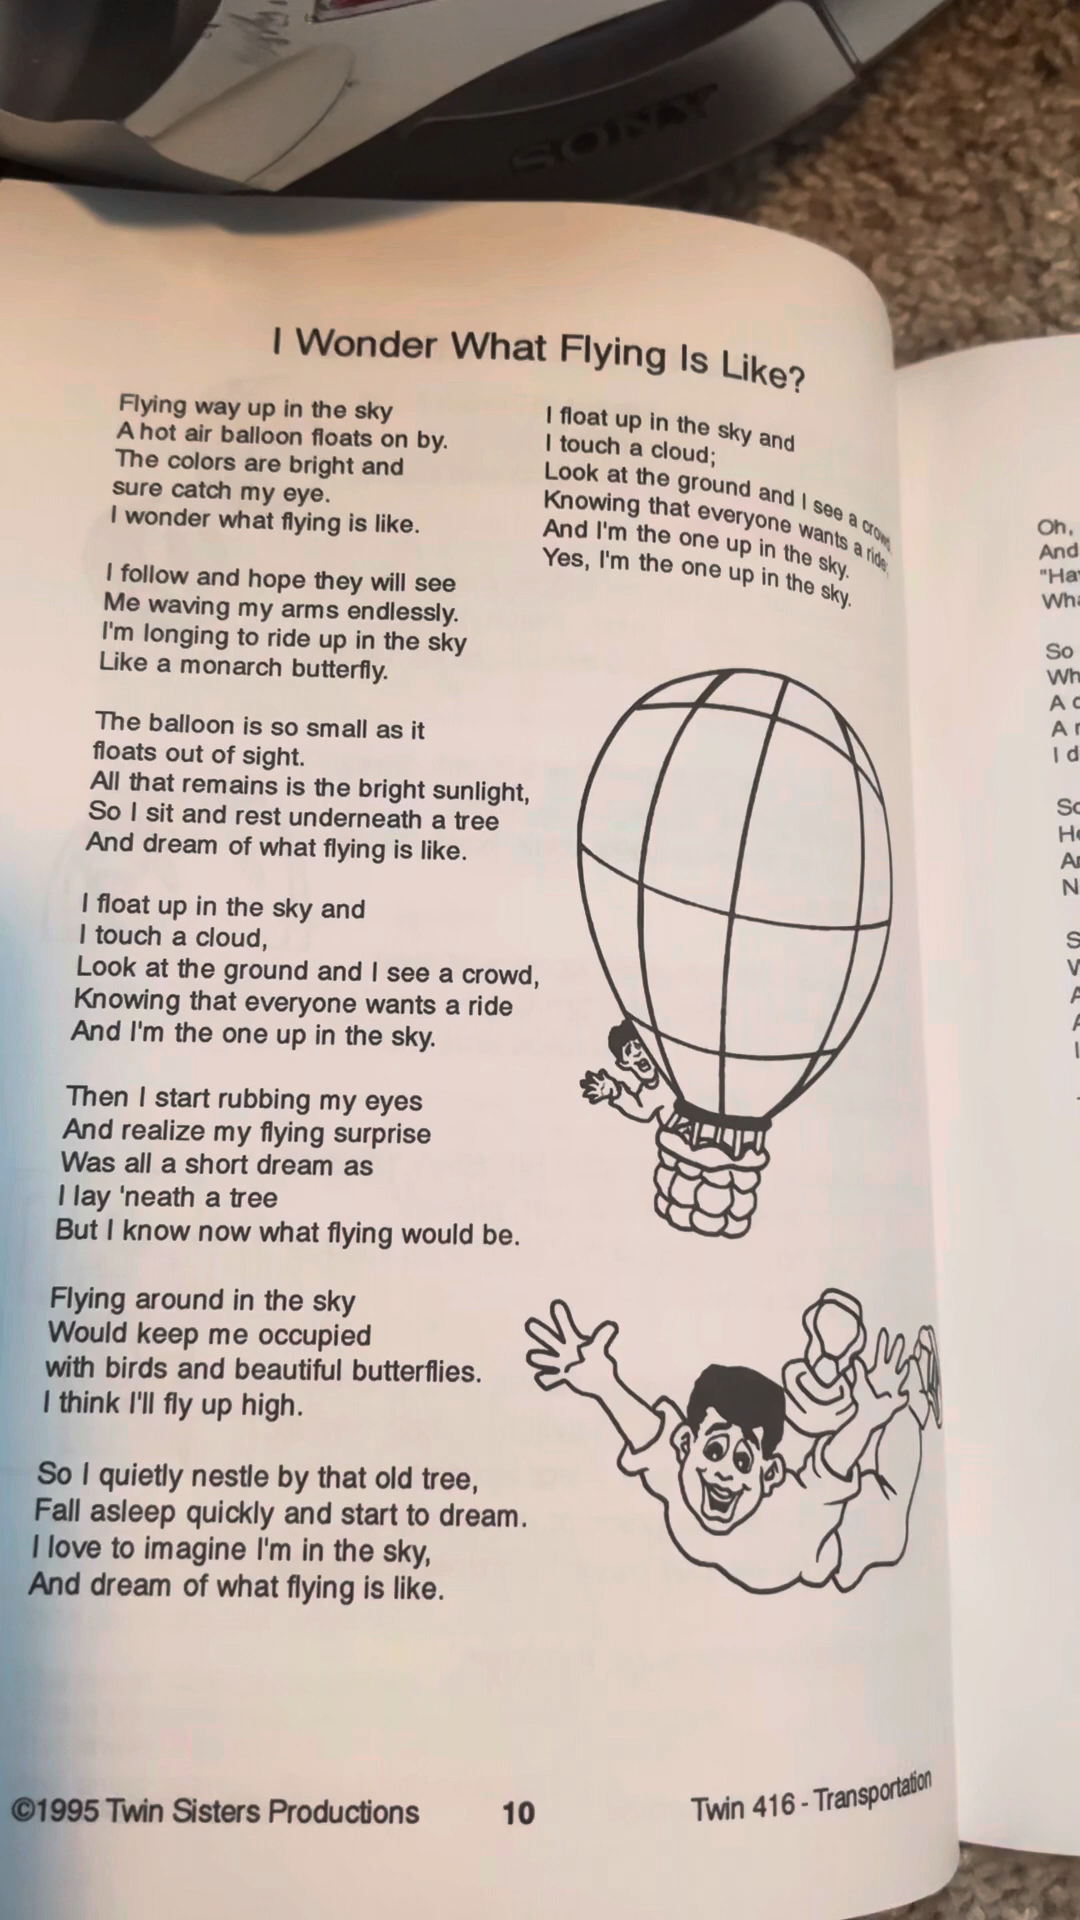 SONY
I Wonder What Flying Is Like?
Flying way up in the sky
A hot air balloon floats on by.
The colors are bright and
sure catch my eye.
I wonder what flying is like.
I follow and hope they will see
Me waving my arms endlessly.
I'm longing to ride up in the sky
Like a monarch butterfly.
The balloon is so small as it
floats out of sight.
All that remains is the bright sunlight,
So I sit and rest underneath a tree
And dream of what flying is like.
I float up in the sky and
I touch a cloud,
Look at the ground and I see a crowd,
Knowing that everyone wants a ride
And I'm the one up in the sky.
Then I start rubbing my eyes
And realize my flying surprise
Was all a short dream as
I lay 'neath a tree
But I know now what flying would be.
Flying around in the sky
Would keep me occupied
with birds and beautiful butterflies.
I think I'll fly up high.
So I quietly nestle by that old tree,
Fall asleep quickly and start to dream.
I love to imagine I'm in the sky,
And dream of what flying is like.
I float up in the sky and
I touch a cloud;
Look at the ground and I see a crowd,
Knowing that everyone wants a ride;
And I'm the one up in the sky.
Yes, I'm the one up in the sky.
©1995 Twin Sisters Productions
10
Twin 416 - Transportation
Oh,
And
"Ha
Wha
So
Wh
A
A
I d
So
He
N
S
A